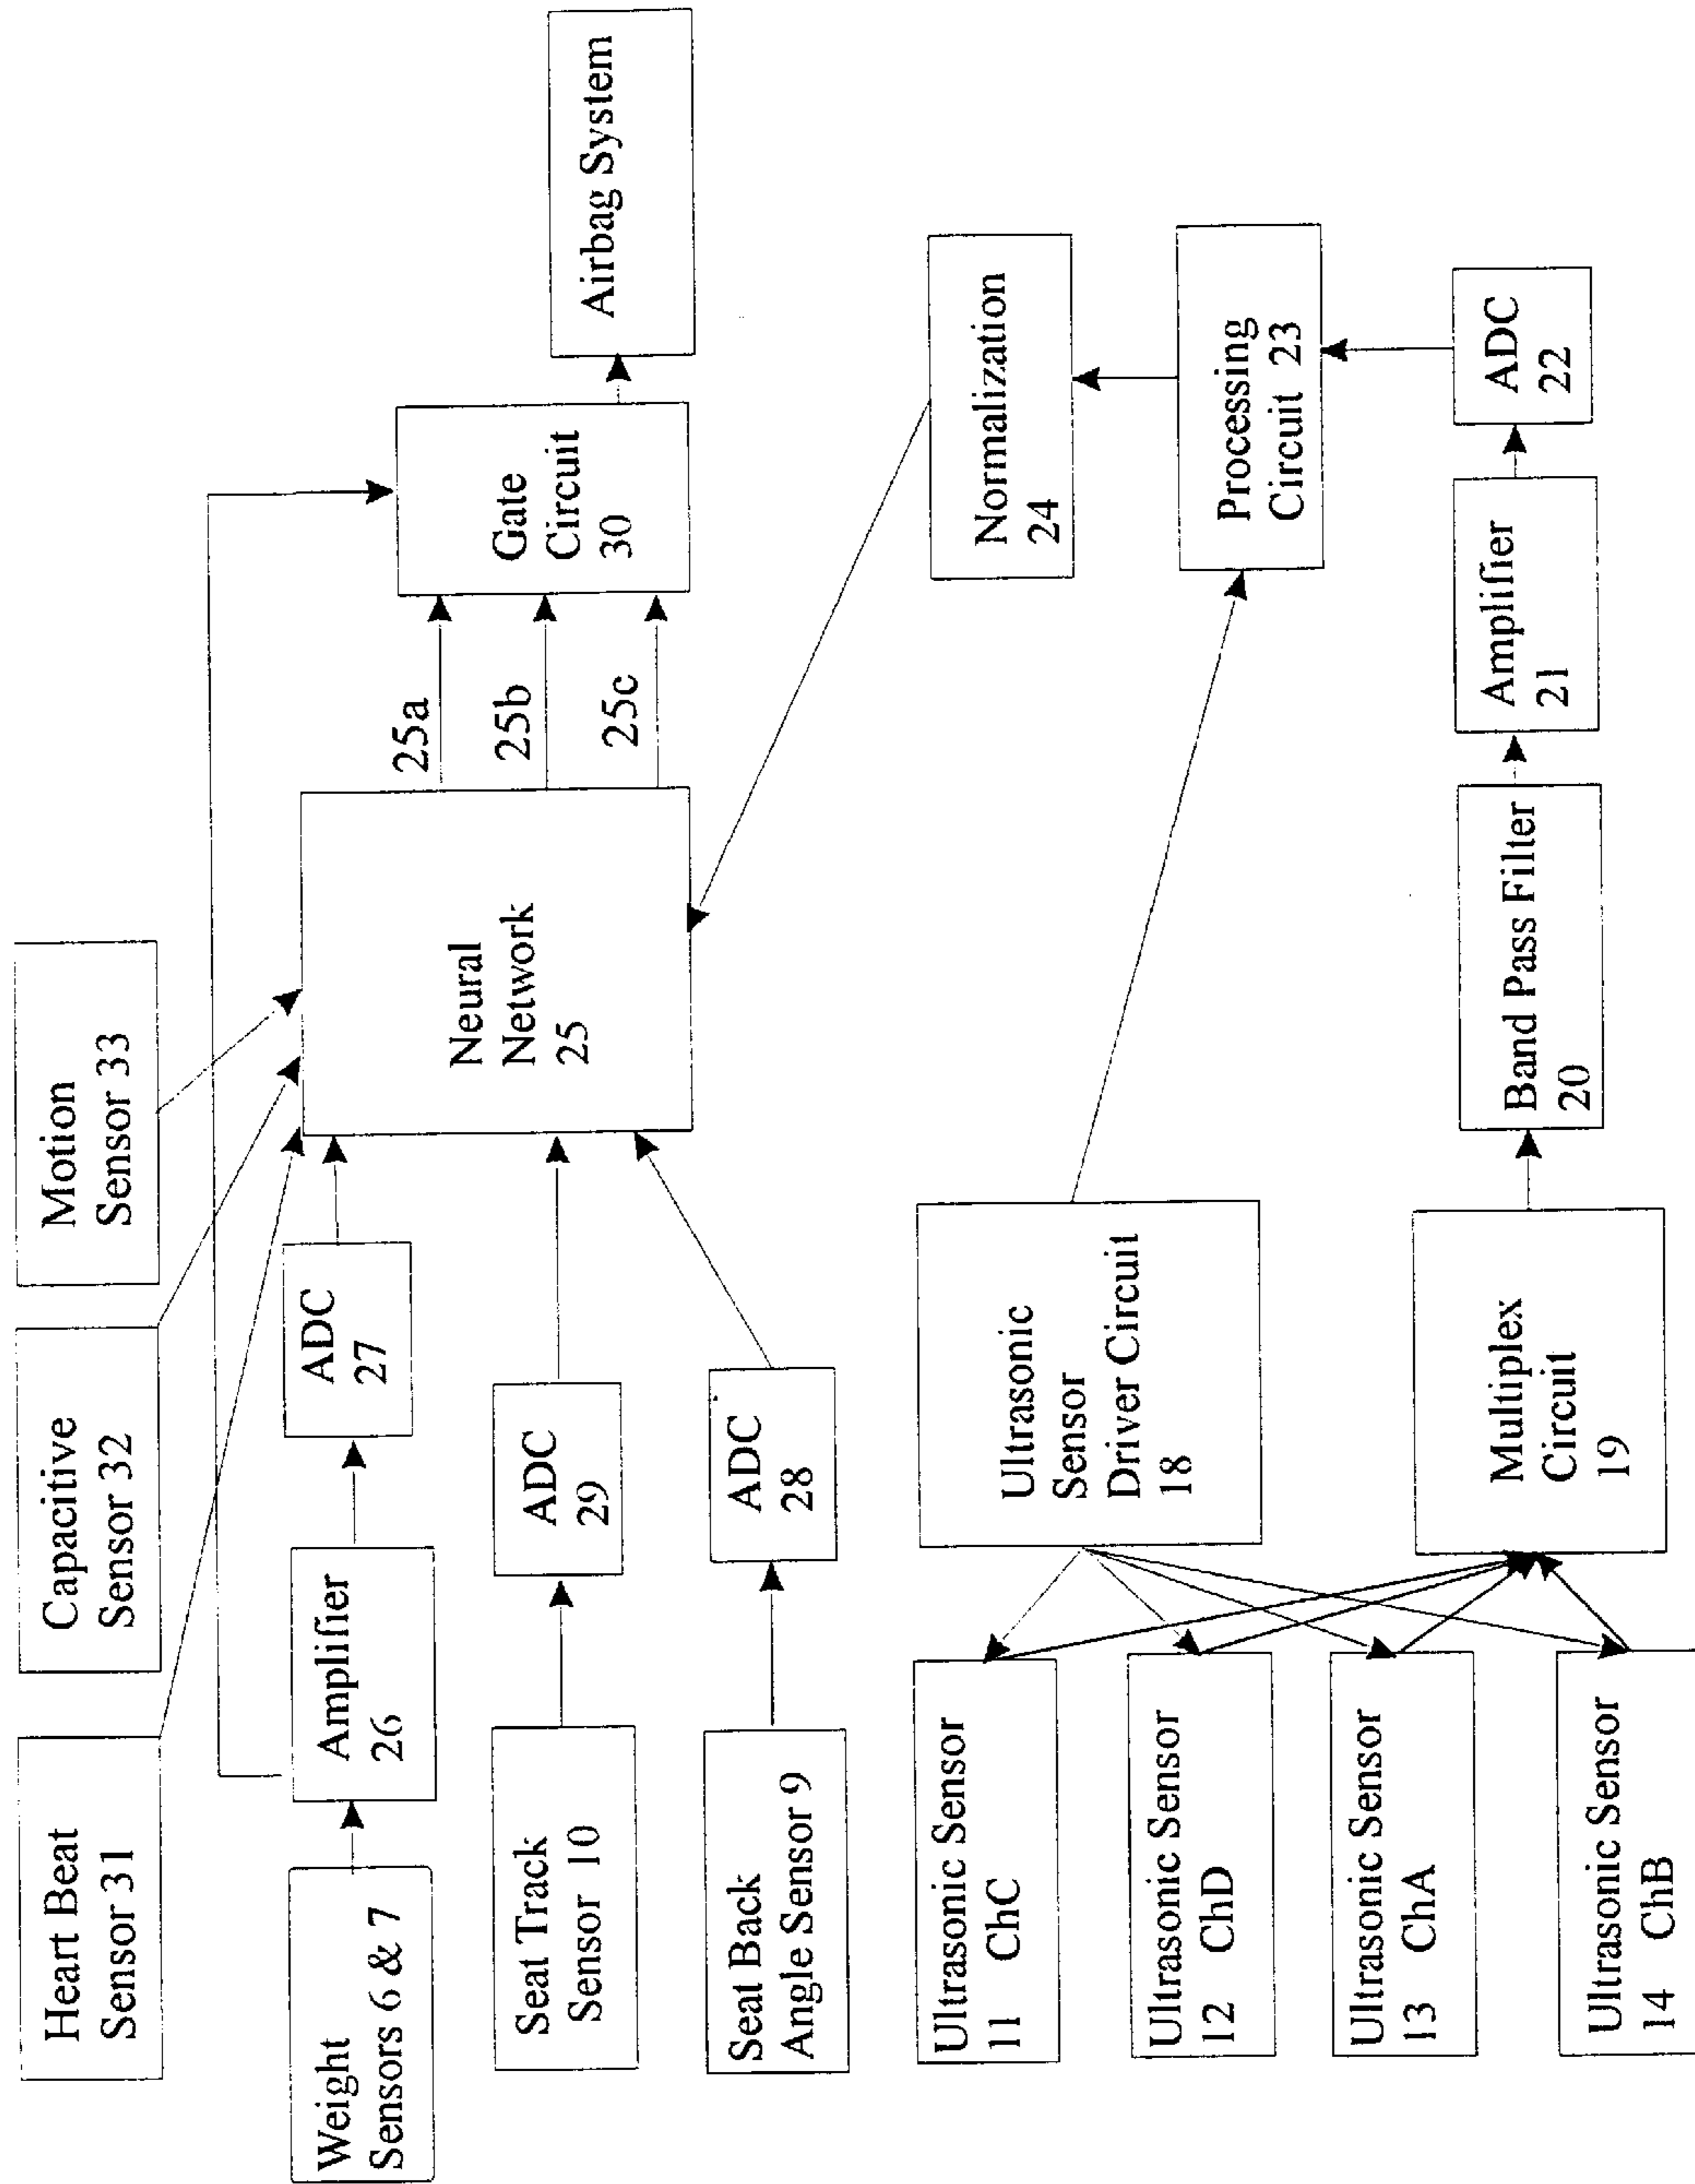 Heart Beat
Sensor 31
Capacitive
Sensor 32
Motion
Sensor 33
Weight
Sensors 6 & 7
Amplifier
26
ADC
27
Seat Track
Sensor 10
ADC
29
Seat Back
Angle Sensor 9
ADC
28
Neural
Network
25
25a
25b
25c
Gate
Circuit
30
Airbag System
Ultrasonic Sensor
11 ChC
Ultrasonic Sensor
12 ChD
Ultrasonic Sensor
13 ChA
Ultrasonic Sensor
14 ChB
Ultrasonic
Sensor
Driver Circuit
18
Multiplex
Circuit
19
Band Pass Filter
20
Amplifier
21
ADC
22
Processing
Circuit 23
Normalization
24